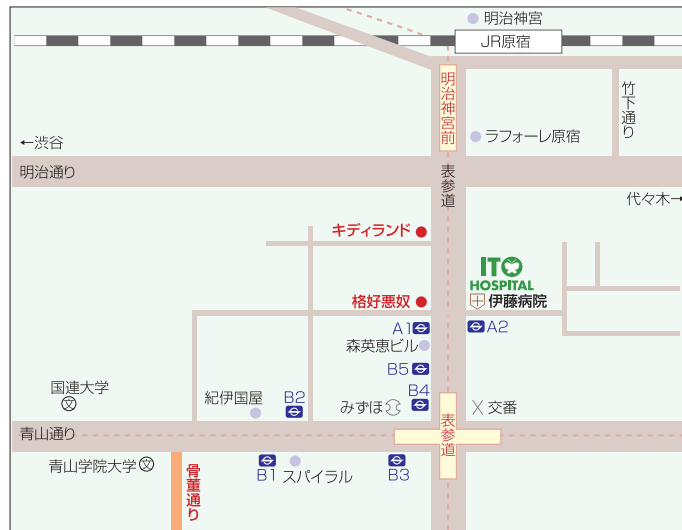 明治神宮
JR原宿
明治神宮前
竹下通り
ラフォーレ原宿
←渋谷
明治通り
表参道
代々木→
キディランド
ITO
HOSPITAL
伊藤病院
格好悪奴
A1
A2
森英恵ビル
B5
国連大学
文
紀伊国屋
B2
B4
みずほ
交番
青山通り
表参道
青山学院大学
文
骨董通り
B1
スパイラル
B3